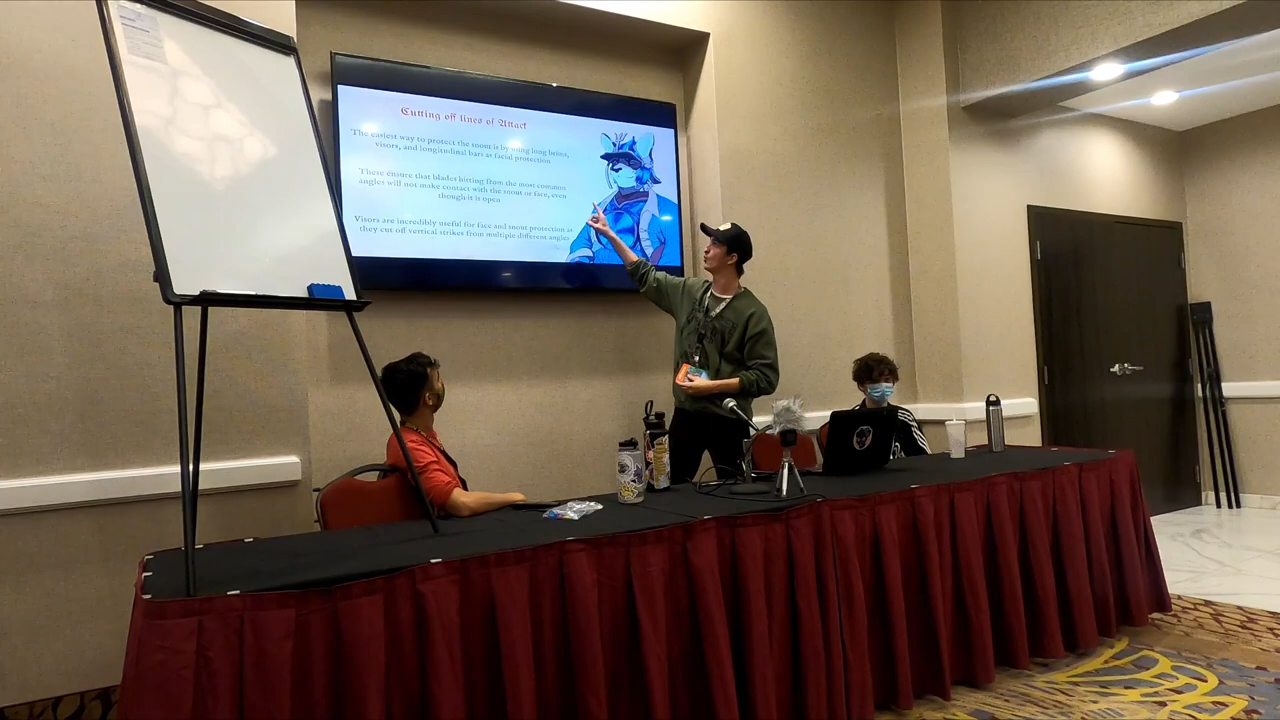 Cutting off lines of Attack
The easiest way to protect the snout is by using long brims,
visors, and longitudinal bars as facial protection
These ensure that blades hitting from the most common
angles will not make contact with the snout or face, even
though it is open
Visors are incredibly useful for face and snout protection as
they cut off verrical strikes from multiple different angles